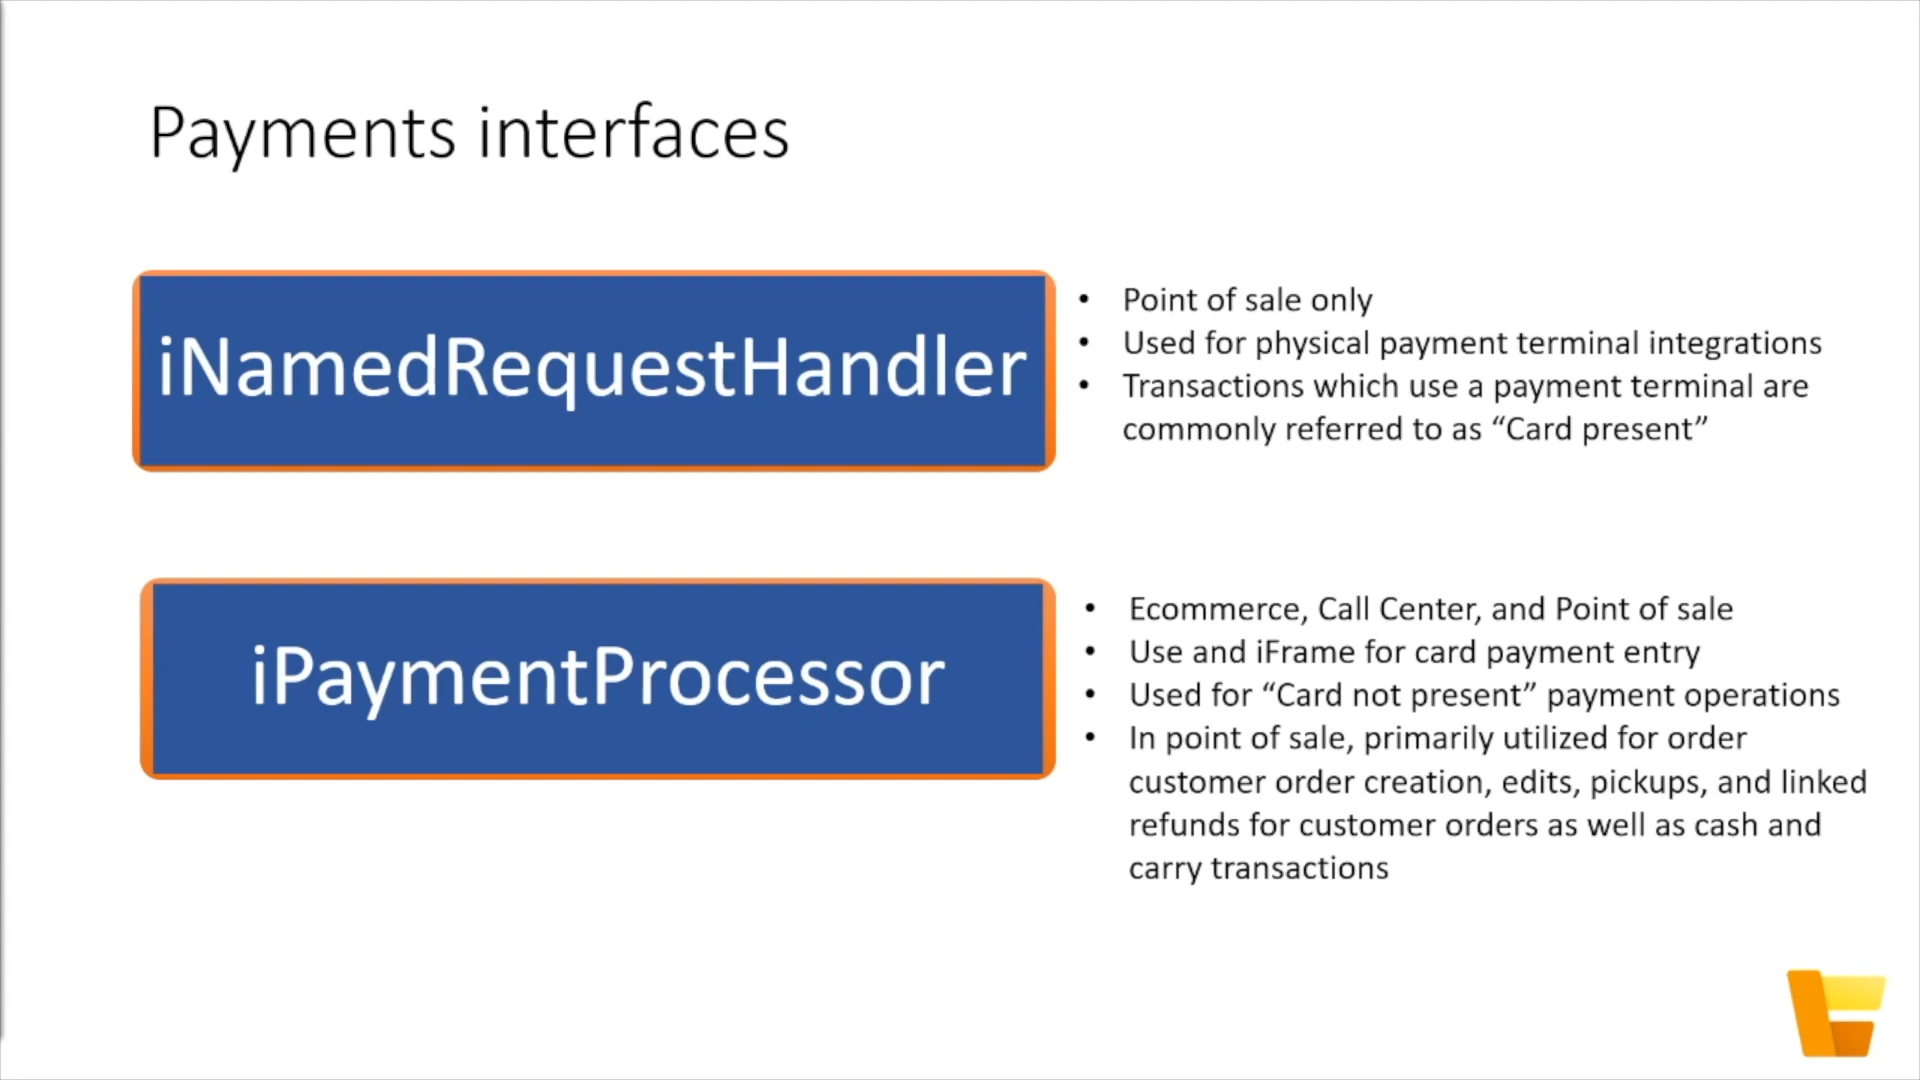 Payments interfaces
iNamedRequestHandler
• Point of sale only
• Used for physical payment terminal integrations
• Transactions which use a payment terminal are
commonly referred to as “Card present”
iPaymentProcessor
• Ecommerce, Call Center, and Point of sale
• Use and iFrame for card payment entry
• Used for “Card not present” payment operations
• In point of sale, primarily utilized for order
customer order creation, edits, pickups, and linked
refunds for customer orders as well as cash and
carry transactions